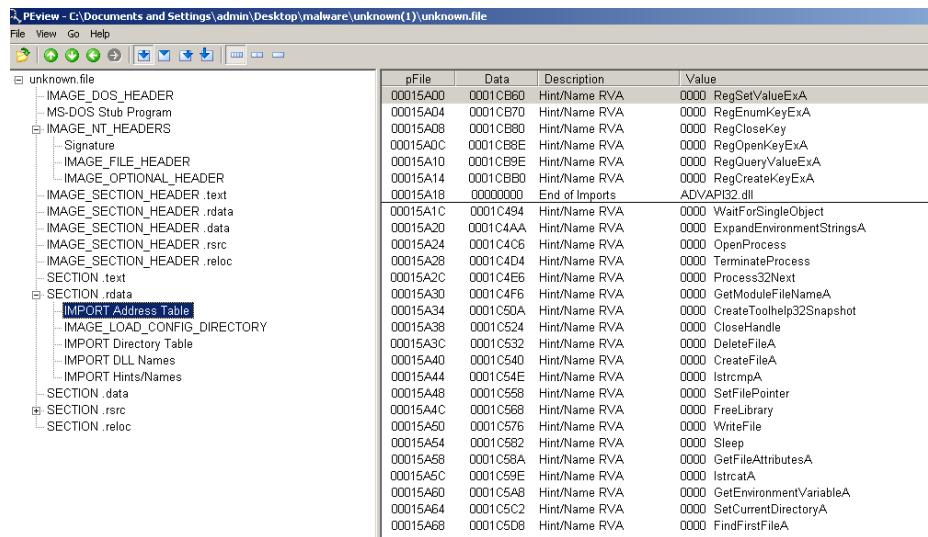 PEview - C:\Documents and Settings\admin\Desktop\malware\unknown(1)\unknown.file
File View Go Help
unknown.file
IMAGE_DOS_HEADER
MS-DOS Stub Program
IMAGE_NT_HEADERS
Signature
IMAGE_FILE_HEADER
IMAGE_OPTIONAL_HEADER
IMAGE_SECTION_HEADER .text
IMAGE_SECTION_HEADER .rdata
IMAGE_SECTION_HEADER .data
IMAGE_SECTION_HEADER .rsrc
IMAGE_SECTION_HEADER .reloc
SECTION .text
SECTION .rdata
IMPORT Address Table
IMAGE_LOAD_CONFIG_DIRECTORY
IMPORT Directory Table
IMPORT DLL Names
IMPORT Hints/Names
SECTION .data
SECTION .rsrc
SECTION .reloc
pFile Data Description Value
00015A00 0001CB60 Hint/Name RVA 0000 RegSetValueExA
00015A04 0001CB70 Hint/Name RVA 0000 RegEnumKeyExA
00015A08 0001CB80 Hint/Name RVA 0000 RegCloseKey
00015A0C 0001CB8E Hint/Name RVA 0000 RegOpenKeyExA
00015A10 0001CB9E Hint/Name RVA 0000 RegQueryValueExA
00015A14 0001CBB0 Hint/Name RVA 0000 RegCreateKeyExA
00015A18 00000000 End of Imports ADVAPI32.dll
00015A1C 0001C494 Hint/Name RVA 0000 WaitForSingleObject
00015A20 0001C4AA Hint/Name RVA 0000 ExpandEnvironmentStringsA
00015A24 0001C4C6 Hint/Name RVA 0000 OpenProcess
00015A28 0001C4D4 Hint/Name RVA 0000 TerminateProcess
00015A2C 0001C4E6 Hint/Name RVA 0000 Process32Next
00015A30 0001C4F6 Hint/Name RVA 0000 GetModuleFileNameA
00015A34 0001C50A Hint/Name RVA 0000 CreateToolhelp32Snapshot
00015A38 0001C524 Hint/Name RVA 0000 CloseHandle
00015A3C 0001C532 Hint/Name RVA 0000 DeleteFileA
00015A40 0001C540 Hint/Name RVA 0000 CreateFileA
00015A44 0001C54E Hint/Name RVA 0000 lstrcmpA
00015A48 0001C558 Hint/Name RVA 0000 SetFilePointer
00015A4C 0001C568 Hint/Name RVA 0000 FreeLibrary
00015A50 0001C576 Hint/Name RVA 0000 WriteFile
00015A54 0001C582 Hint/Name RVA 0000 Sleep
00015A58 0001C58A Hint/Name RVA 0000 GetFileAttributesA
00015A5C 0001C59E Hint/Name RVA 0000 lstrcatA
00015A60 0001C5A8 Hint/Name RVA 0000 GetEnvironmentVariableA
00015A64 0001C5C2 Hint/Name RVA 0000 SetCurrentDirectoryA
00015A68 0001C5D8 Hint/Name RVA 0000 FindFirstFileA